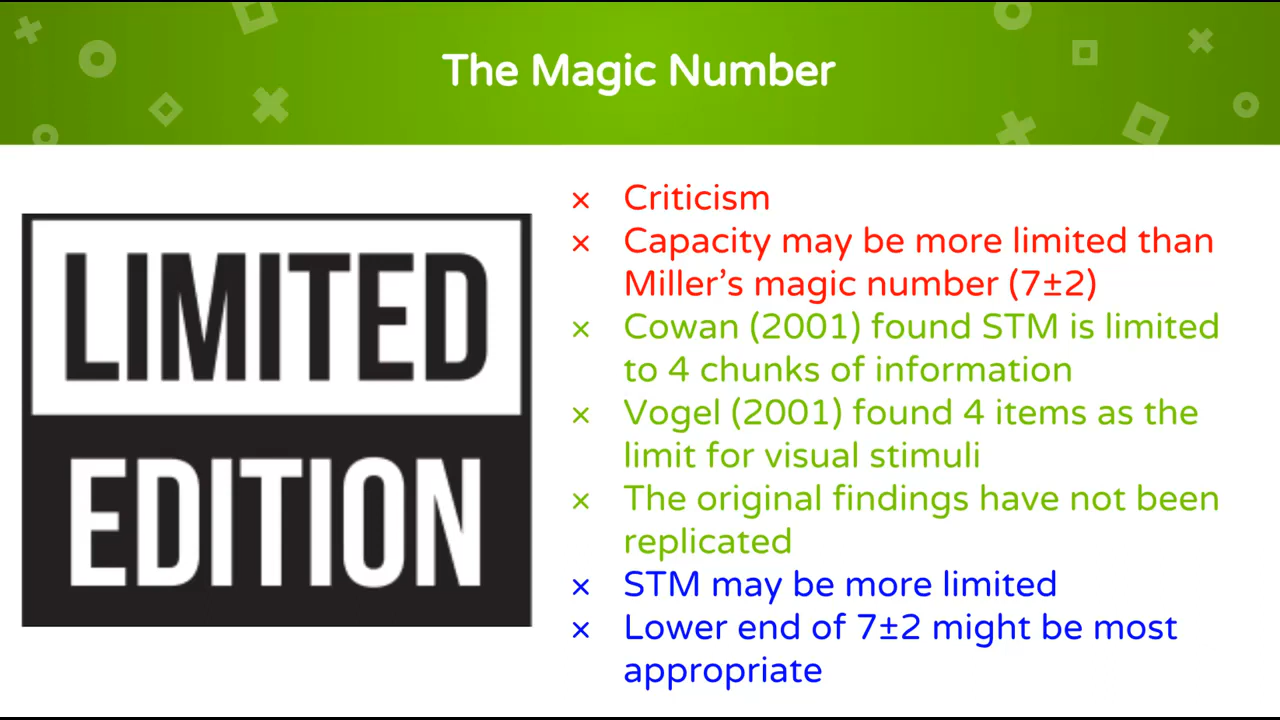 The Magic Number
LIMITED
EDITION
× Criticism
× Capacity may be more limited than
Miller's magic number (7±2)
× Cowan (2001) found STM is limited
to 4 chunks of information
× Vogel (2001) found 4 items as the
limit for visual stimuli
× The original findings have not been
replicated
× STM may be more limited
× Lower end of 7±2 might be most
appropriate